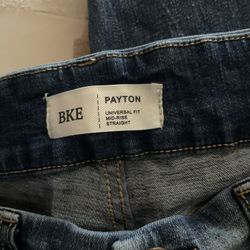 BKE
PAYTON
UNIVERSAL FIT
MID-RISE
STRAIGHT